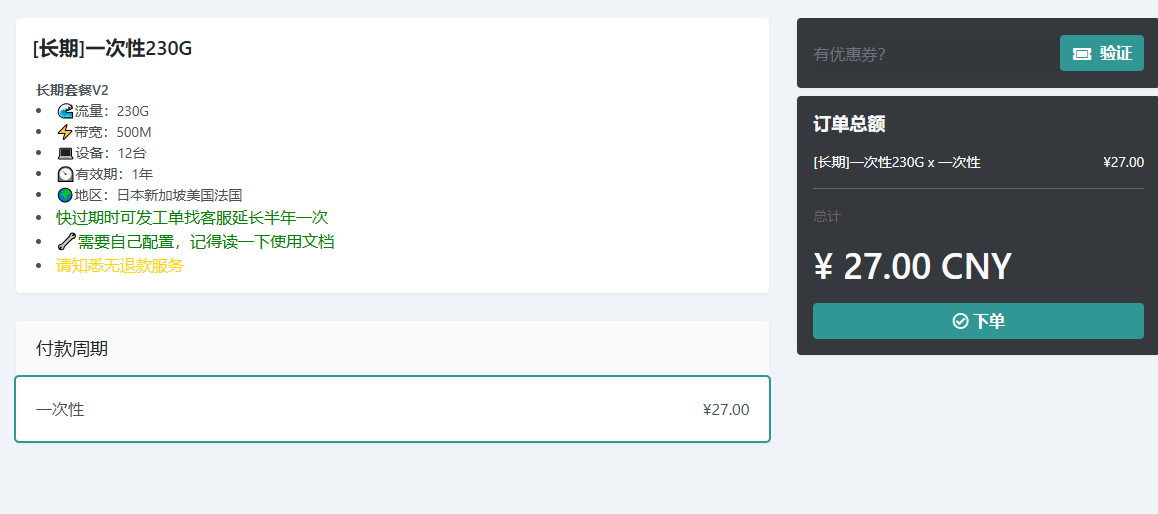 [长期]一次性230G
长期套餐V2
流量：230G
带宽：500M
设备：12台
有效期：1年
地区：日本新加坡美国法国
快过期时可发工单找客服延长半年一次
需要自己配置，记得读一下使用文档
请知悉无退款服务
付款周期
一次性 ¥27.00
有优惠券？ 验证
订单总额
[长期]一次性230G x 一次性 ¥27.00
总计
¥ 27.00 CNY
下单